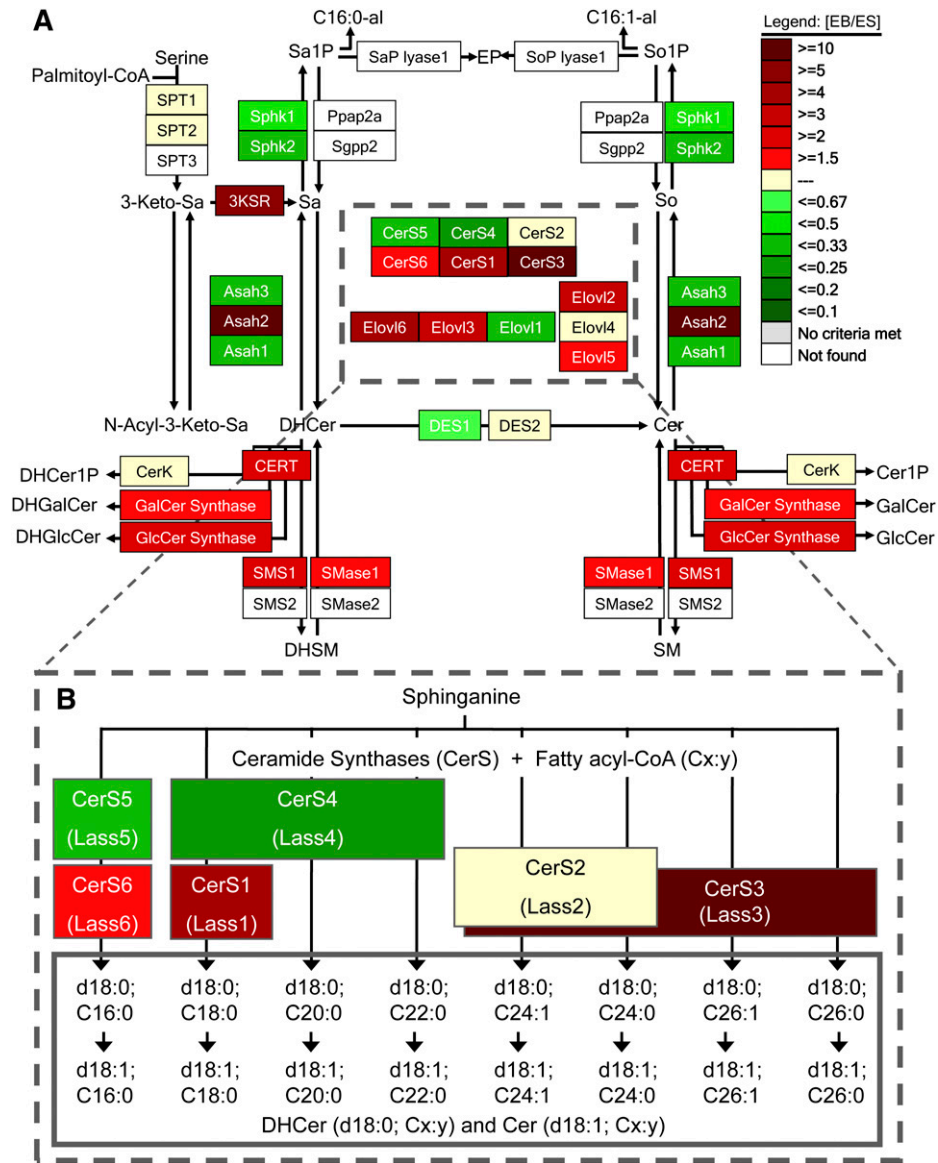 A
C16:0-al
C16:1-al
Legend: [EB/ES]
>=10
>=5
>=4
>=3
>=2
>=1.5
---
<=0.67
<=0.5
<=0.33
<=0.25
<=0.2
<=0.1
No criteria met
Not found
Serine
Palmitoyl-CoA
SPT1
SPT2
SPT3
Sa1P
SaP lyase1
EP
SoP lyase1
So1P
Sphk1
Sphk2
Ppap2a
Sgpp2
Ppap2a
Sgpp2
Sphk1
Sphk2
3-Keto-Sa
3KSR
Sa
So
CerS5
CerS4
CerS2
CerS6
CerS1
CerS3
Elovl2
Elovl6
Elovl3
Elovl1
Elovl4
Elovl5
Asah3
Asah2
Asah1
Asah3
Asah2
Asah1
N-Acyl-3-Keto-Sa
DHCer
DES1
DES2
Cer
DHCer1P
CerK
CERT
CERT
CerK
Cer1P
DHGalCer
GalCer Synthase
GalCer Synthase
GalCer
DHGlcCer
GlcCer Synthase
GlcCer Synthase
GlcCer
SMS1
SMase1
SMS2
SMase2
SMase1
SMS1
SMase2
SMS2
DHSM
SM
B
Sphinganine
Ceramide Synthases (CerS) + Fatty acyl-CoA (Cx:y)
CerS5
(Lass5)
CerS4
(Lass4)
CerS6
(Lass6)
CerS1
(Lass1)
CerS2
(Lass2)
CerS3
(Lass3)
d18:0; d18:0; d18:0; d18:0; d18:0; d18:0; d18:0; d18:0;
C16:0 C18:0 C20:0 C22:0 C24:1 C24:0 C26:1 C26:0
d18:1; d18:1; d18:1; d18:1; d18:1; d18:1; d18:1; d18:1;
C16:0 C18:0 C20:0 C22:0 C24:1 C24:0 C26:1 C26:0
DHCer (d18:0; Cx:y) and Cer (d18:1; Cx:y)